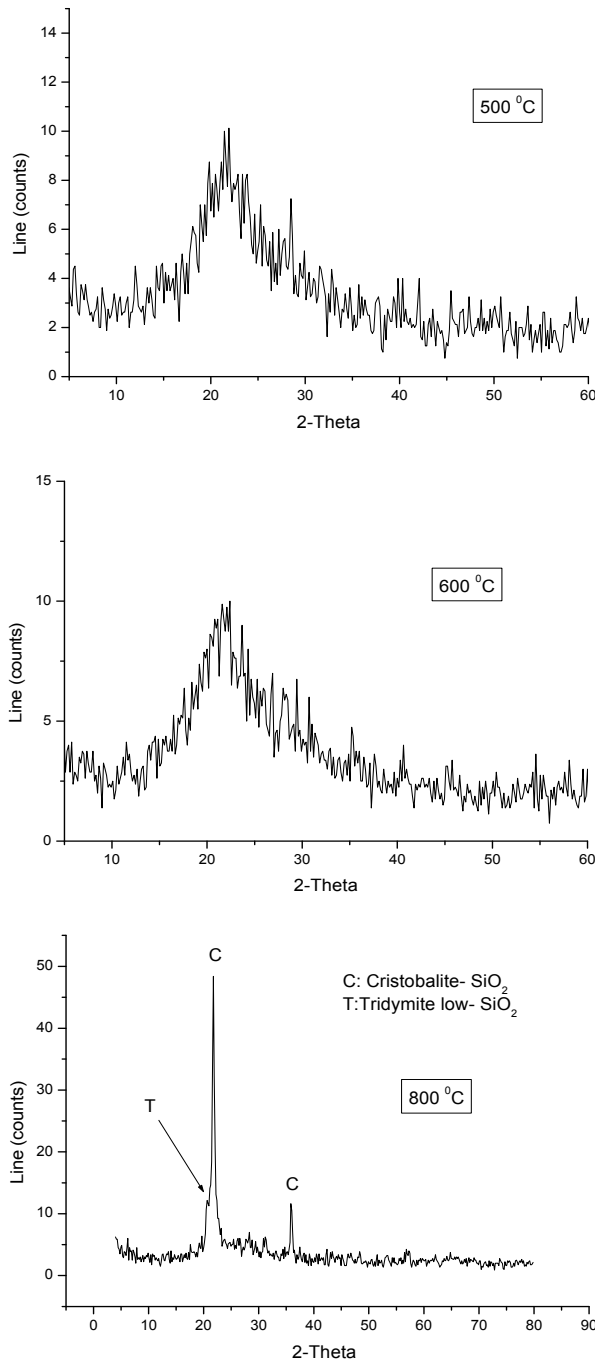 14
12
10
8
6
4
2
0
Line (counts)
500 ⁰C
10 20 30 40 50 60
2-Theta
15
10
5
0
Line (counts)
600 ⁰C
10 20 30 40 50 60
2-Theta
50
40
30
20
10
0
Line (counts)
C
C: Cristobalite- SiO₂
T:Tridymite low- SiO₂
800 ⁰C
T
C
0 10 20 30 40 50 60 70 80 90
2-Theta